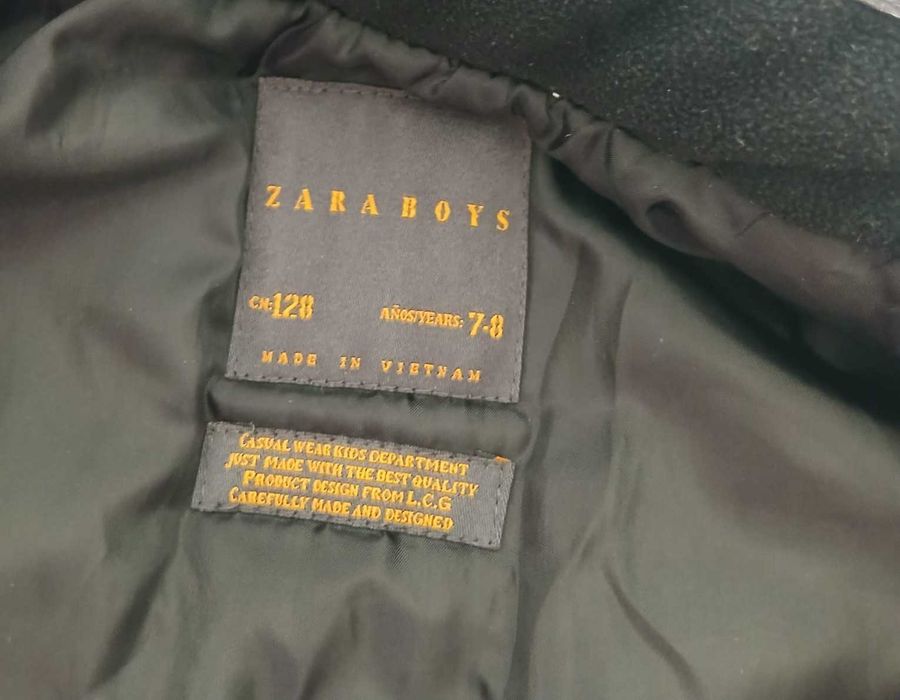 ZARA BOYS
CM:128 AÑOS/YEARS: 7-8
MADE IN VIETNAM
CASUAL WEAR KIDS DEPARTMENT
JUST MADE WITH THE BEST QUALITY
PRODUCT DESIGN FROM L.C.G
CAREFULLY MADE AND DESIGNED